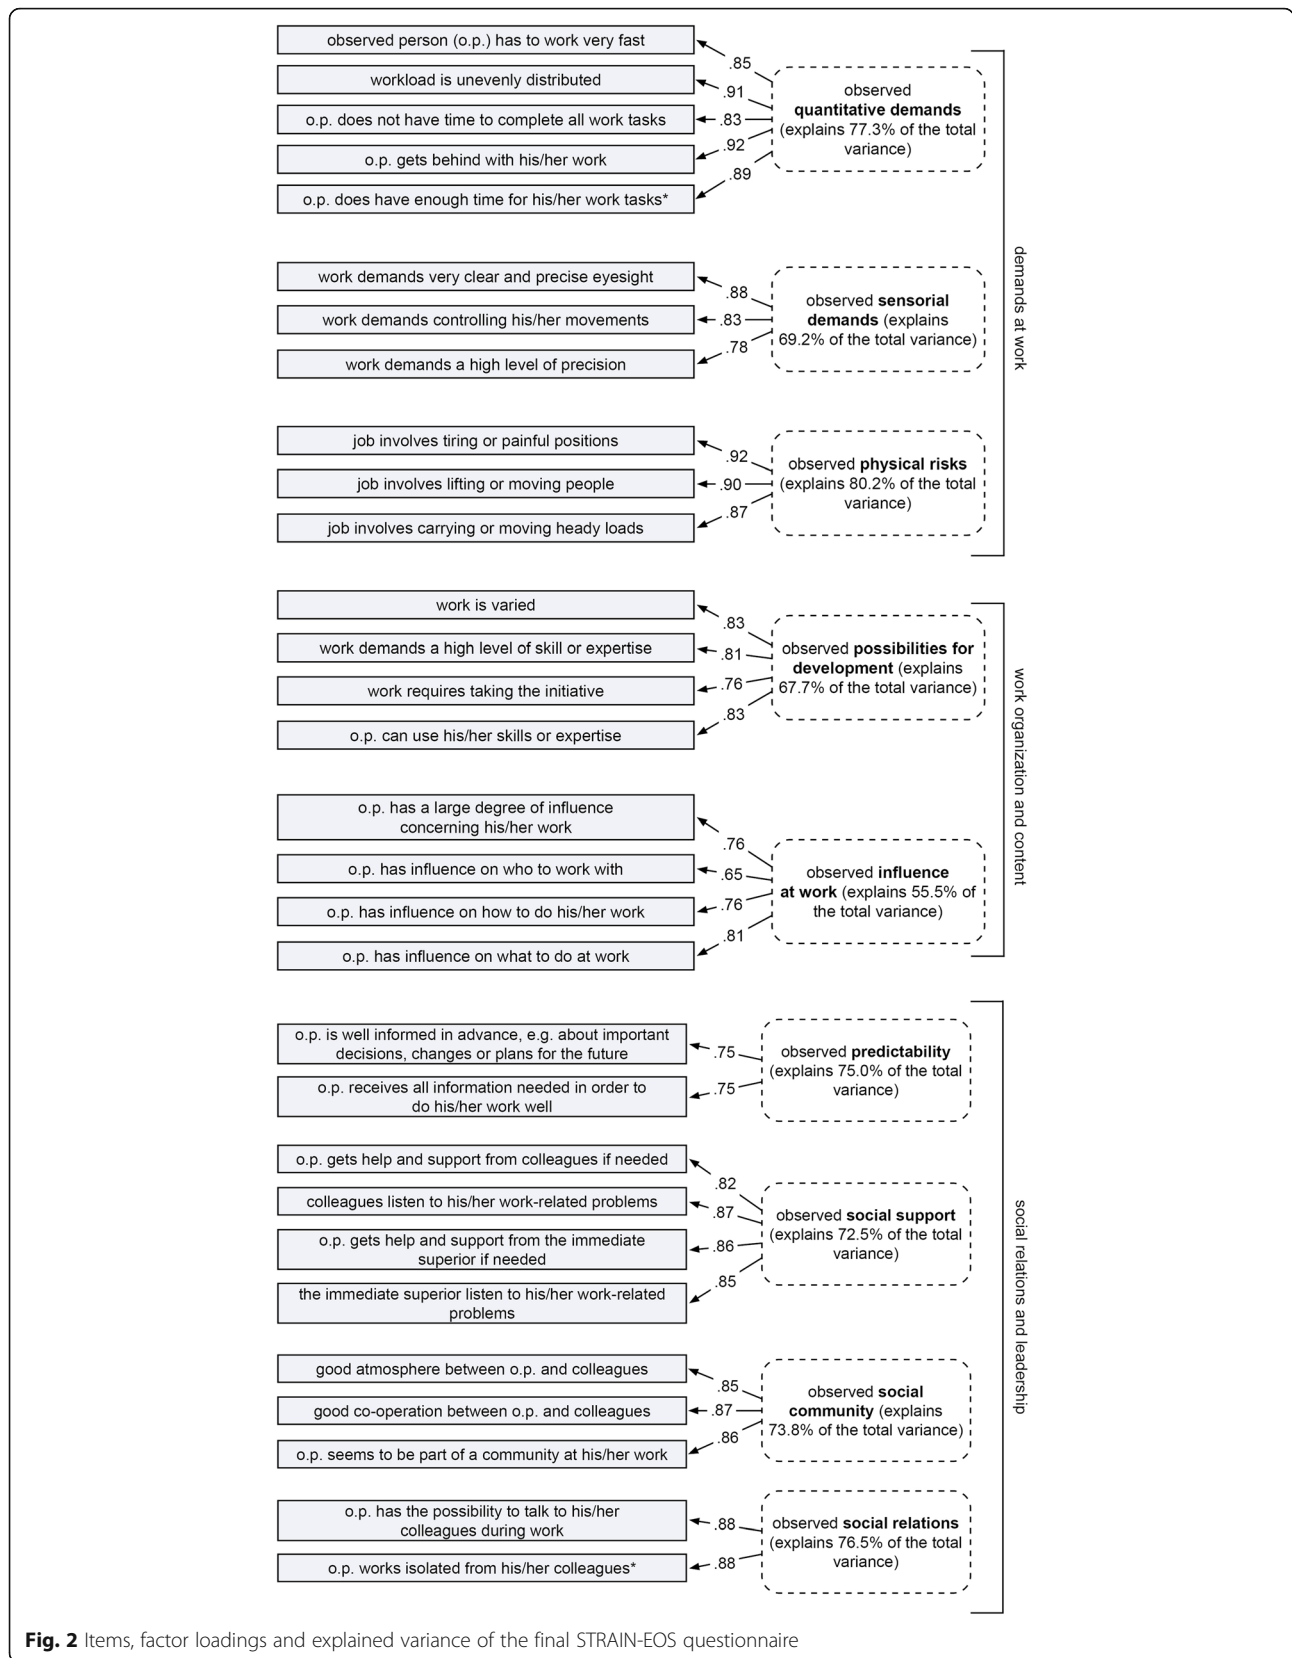 observed person (o.p.) has to work very fast
workload is unevenly distributed
o.p. does not have time to complete all work tasks
o.p. gets behind with his/her work
o.p. does have enough time for his/her work tasks*
.85
.91
.83
.92
.89
observed
quantitative demands
(explains 77.3% of the total
variance)
work demands very clear and precise eyesight
work demands controlling his/her movements
work demands a high level of precision
.88
.83
.78
observed sensorial
demands (explains
69.2% of the total variance)
job involves tiring or painful positions
job involves lifting or moving people
job involves carrying or moving heady loads
.92
.90
.87
observed physical risks
(explains 80.2% of the total
variance)
demands at work
work is varied
work demands a high level of skill or expertise
work requires taking the initiative
o.p. can use his/her skills or expertise
.83
.81
.76
.83
observed possibilities for
development (explains
67.7% of the total variance)
o.p. has a large degree of influence
concerning his/her work
o.p. has influence on who to work with
o.p. has influence on how to do his/her work
o.p. has influence on what to do at work
.76
.65
.76
.81
observed influence
at work (explains 55.5% of
the total variance)
work organization and content
o.p. is well informed in advance, e.g. about important
decisions, changes or plans for the future
o.p. receives all information needed in order to
do his/her work well
.75
.75
observed predictability
(explains 75.0% of the total
variance)
o.p. gets help and support from colleagues if needed
colleagues listen to his/her work-related problems
o.p. gets help and support from the immediate
superior if needed
the immediate superior listen to his/her work-related
problems
.82
.87
.86
.85
observed social support
(explains 72.5% of the total
variance)
good atmosphere between o.p. and colleagues
good co-operation between o.p. and colleagues
o.p. seems to be part of a community at his/her work
.85
.87
.86
observed social
community (explains
73.8% of the total variance)
o.p. has the possibility to talk to his/her
colleagues during work
o.p. works isolated from his/her colleagues*
.88
.88
observed social relations
(explains 76.5% of the total
variance)
social relations and leadership
Fig. 2 Items, factor loadings and explained variance of the final STRAIN-EOS questionnaire